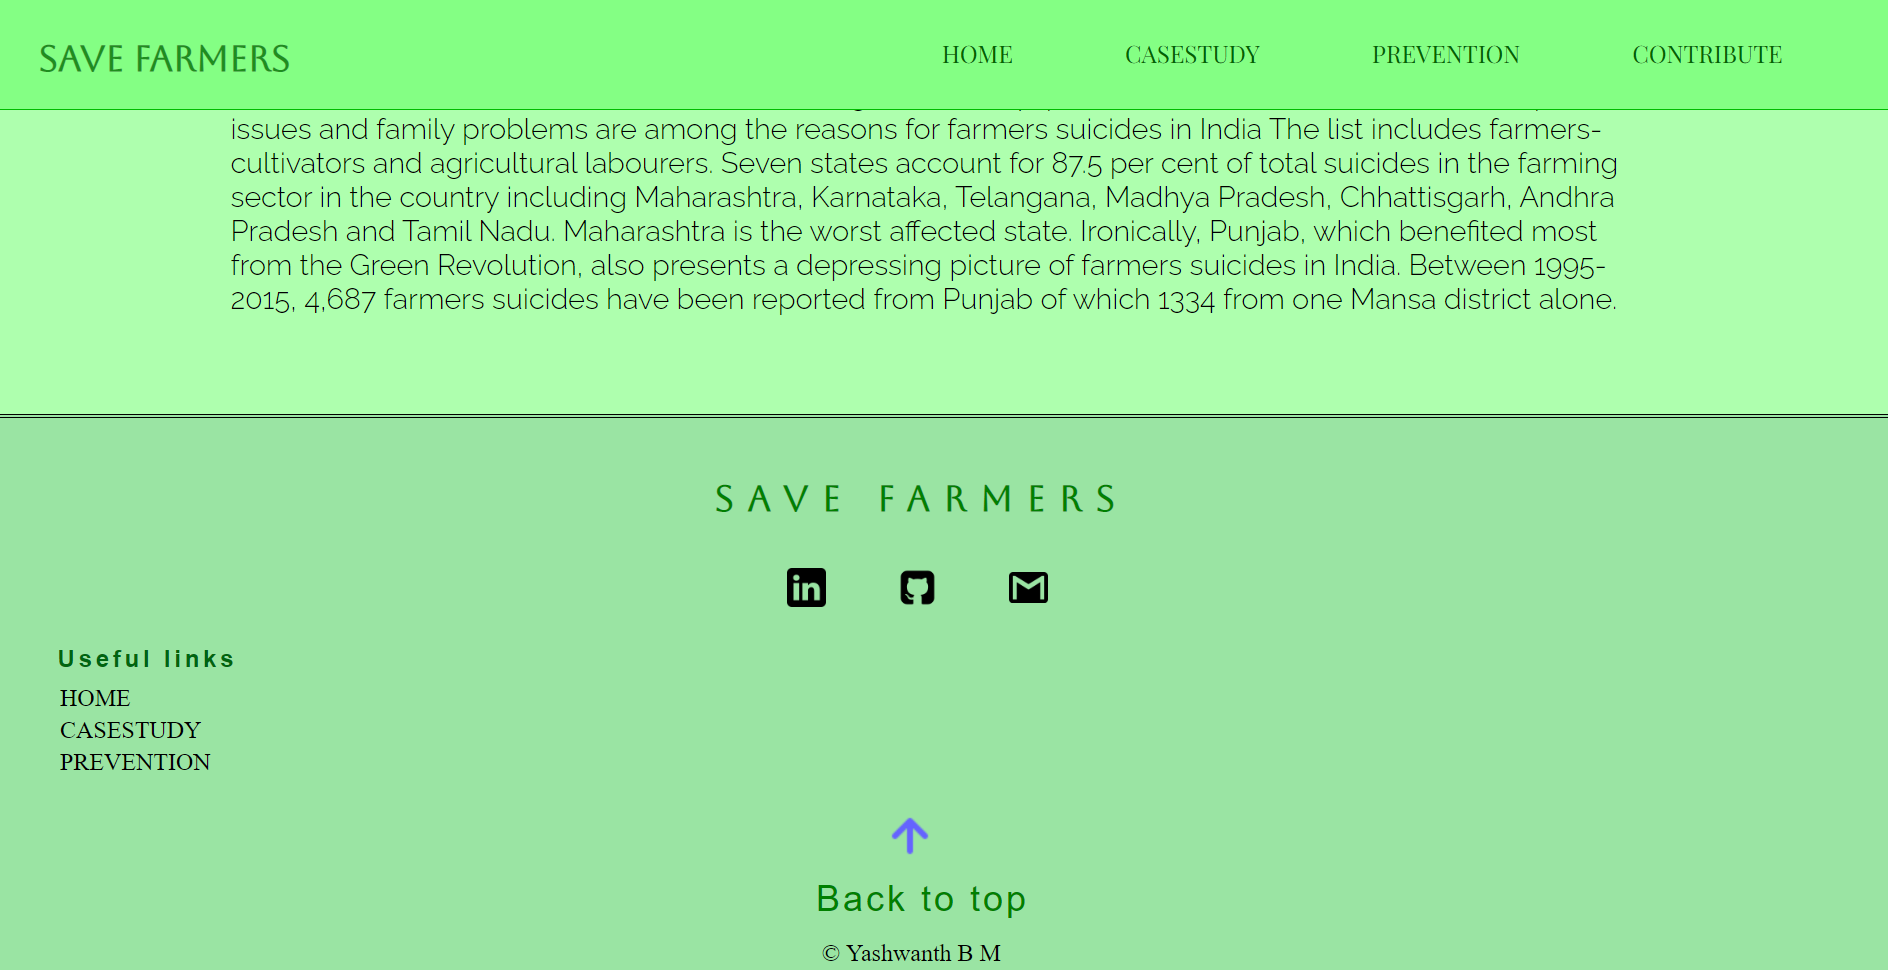 SAVE FARMERS
HOME CASESTUDY PREVENTION CONTRIBUTE
issues and family problems are among the reasons for farmers suicides in India The list includes farmers-
cultivators and agricultural labourers. Seven states account for 87.5 per cent of total suicides in the farming
sector in the country including Maharashtra, Karnataka, Telangana, Madhya Pradesh, Chhattisgarh, Andhra
Pradesh and Tamil Nadu. Maharashtra is the worst affected state. Ironically, Punjab, which benefited most
from the Green Revolution, also presents a depressing picture of farmers suicides in India. Between 1995-
2015, 4,687 farmers suicides have been reported from Punjab of which 1334 from one Mansa district alone.
SAVE FARMERS
in
Useful links
HOME
CASESTUDY
PREVENTION
Back to top
© Yashwanth B M